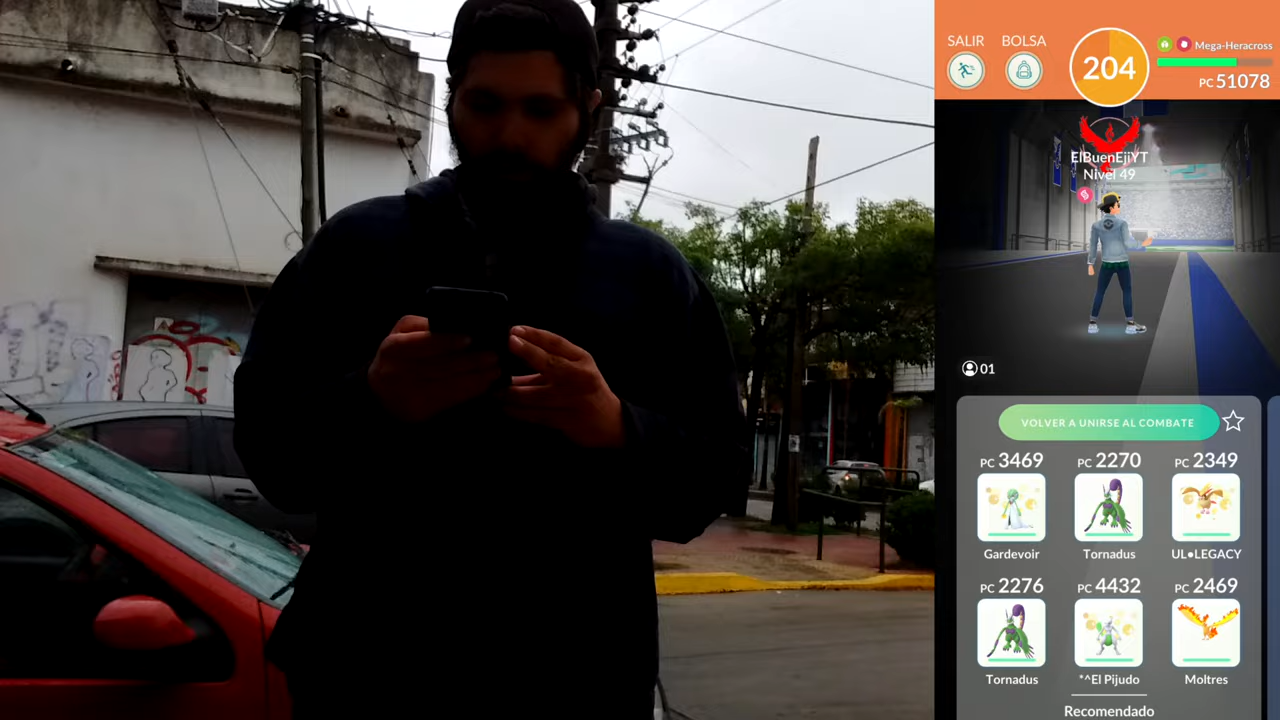 SALIR
BOLSA
204
Mega-Heracross
PC 51078
ElBuenEjiYT
Nivel 49
01
VOLVER A UNIRSE AL COMBATE
PC 3469
PC 2270
PC 2349
Gardevoir
Tornadus
UL•LEGACY
PC 2276
PC 4432
PC 2469
Tornadus
*^El Pijudo
Moltres
Recomendado